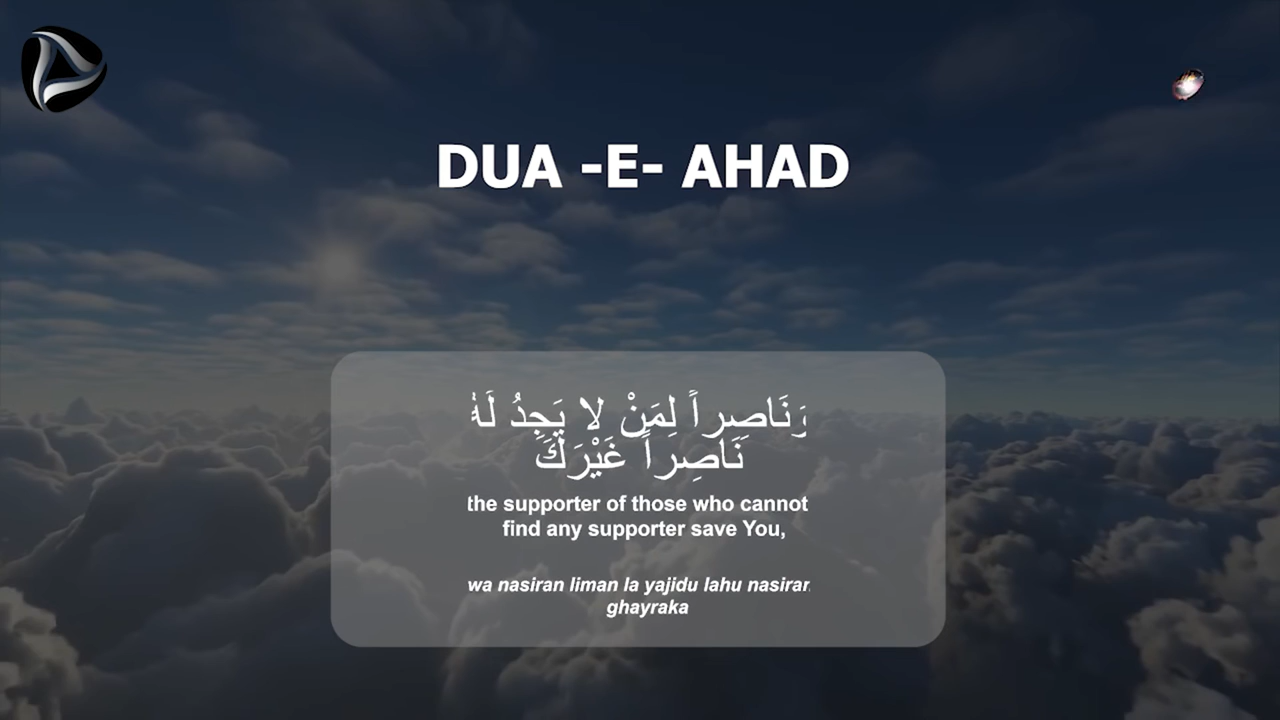 DUA -E- AHAD
وَنَاصِراً لِمَنْ لا يَجِدُ لَهُ
نَاصِراً غَيْرَكَ
the supporter of those who cannot
find any supporter save You,
wa nasiran liman la yajidu lahu nasiran
ghayraka